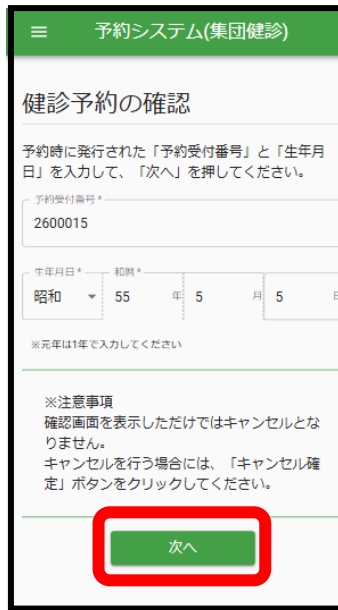 予約システム(集団健診)
健診予約の確認
予約時に発行された「予約受付番号」と「生年月
日」を入力して、「次へ」を押してください。
予約受付番号*
2600015
生年月日* 和暦*
昭和 55 年 5 月 5 日
※元年は1年で入力してください
※注意事項
確認画面を表示しただけではキャンセルとな
りません。
キャンセルを行う場合には、「キャンセル確
定」ボタンをクリックしてください。
次へ